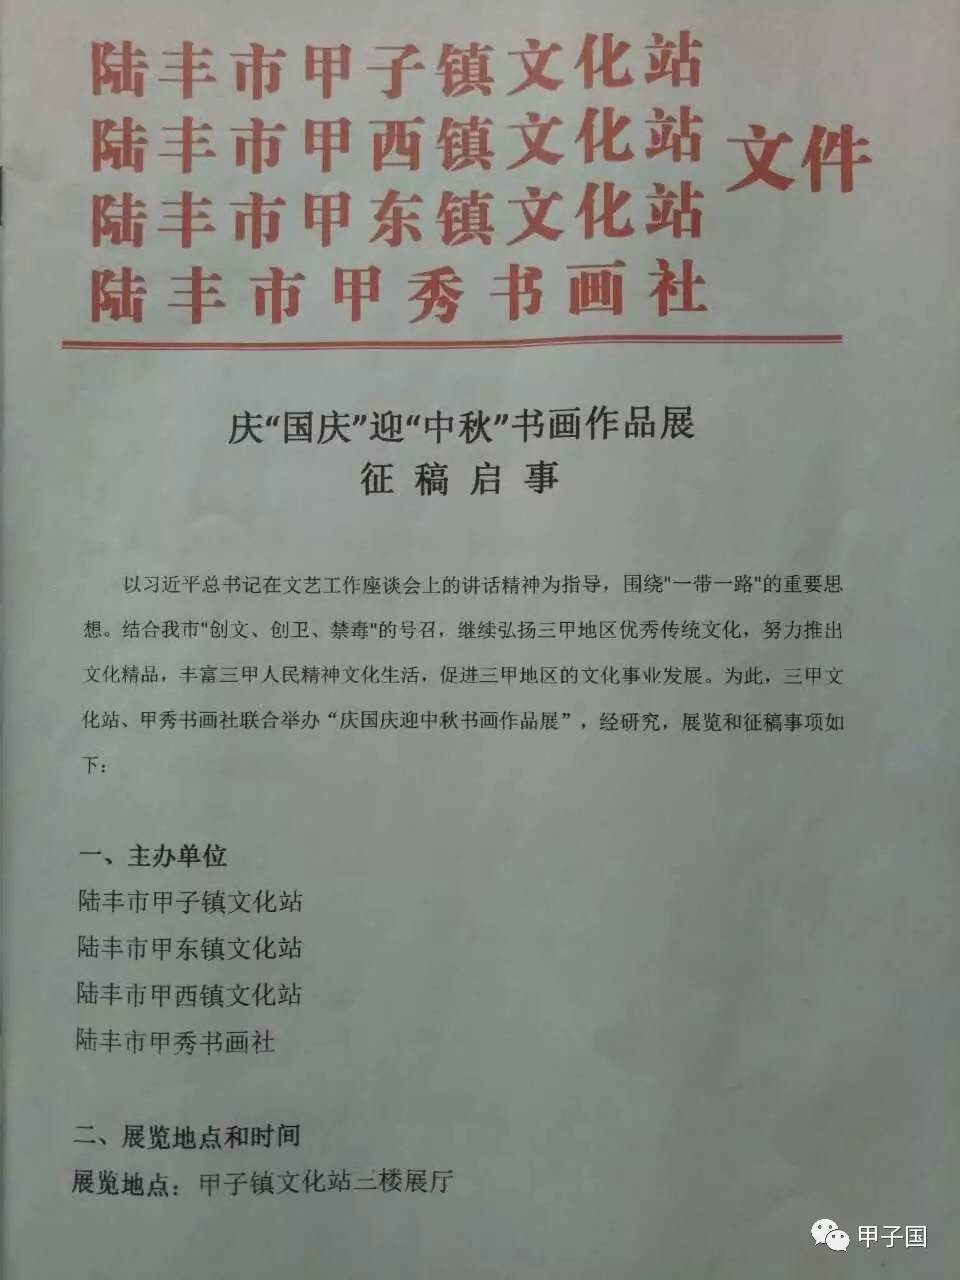 陆丰市甲子镇文化站
陆丰市甲西镇文化站
文件
陆丰市甲东镇文化站
陆丰市甲秀书画社
庆“国庆”迎“中秋”书画作品展
征稿启事
以习近平总书记在文艺工作座谈会上的讲话精神为指导，围绕"一带一路"的重要思
想。结合我市"创文、创卫、禁毒"的号召，继续弘扬三甲地区优秀传统文化，努力推出
文化精品，丰富三甲人民精神文化生活，促进三甲地区的文化事业发展。为此，三甲文
化站、甲秀书画社联合举办“庆国庆迎中秋书画作品展”，经研究，展览和征稿事项如
下：
一、主办单位
陆丰市甲子镇文化站
陆丰市甲东镇文化站
陆丰市甲西镇文化站
陆丰市甲秀书画社
二、展览地点和时间
展览地点：甲子镇文化站三楼展厅
甲子国